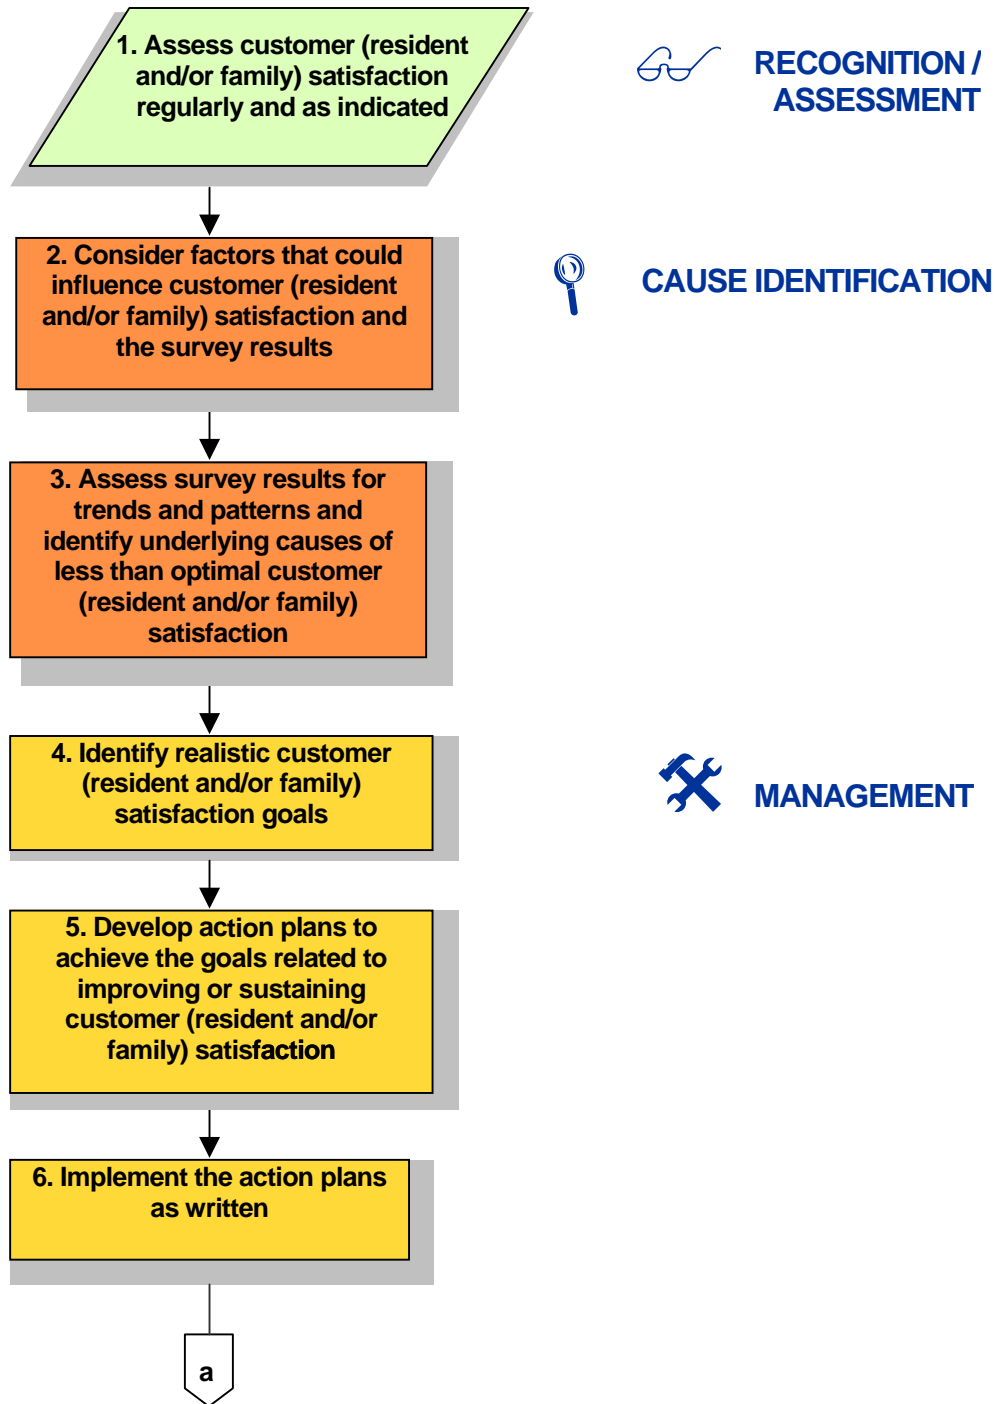 1. Assess customer (resident
and/or family) satisfaction
regularly and as indicated
RECOGNITION /
ASSESSMENT
2. Consider factors that could
influence customer (resident
and/or family) satisfaction and
the survey results
CAUSE IDENTIFICATION
3. Assess survey results for
trends and patterns and
identify underlying causes of
less than optimal customer
(resident and/or family)
satisfaction
4. Identify realistic customer
(resident and/or family)
satisfaction goals
MANAGEMENT
5. Develop action plans to
achieve the goals related to
improving or sustaining
customer (resident and/or
family) satisfaction
6. Implement the action plans
as written
a